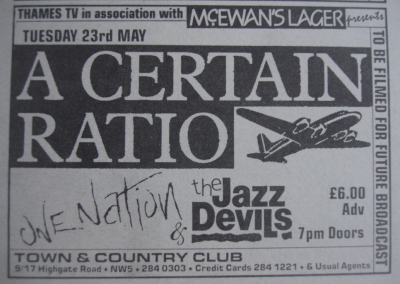 THAMES TV in association with McEWAN'S LAGER presents
TUESDAY 23rd MAY
A CERTAIN
RATIO
TO BE FILMED FOR FUTURE BROADCAST
ONE NATION
&
the Jazz
DEVILS
£6.00
Adv
7pm Doors
TOWN & COUNTRY CLUB
9/17 Highgate Road • NW5 • 284 0303 • Credit Cards 284 1221 • & Usual Agents